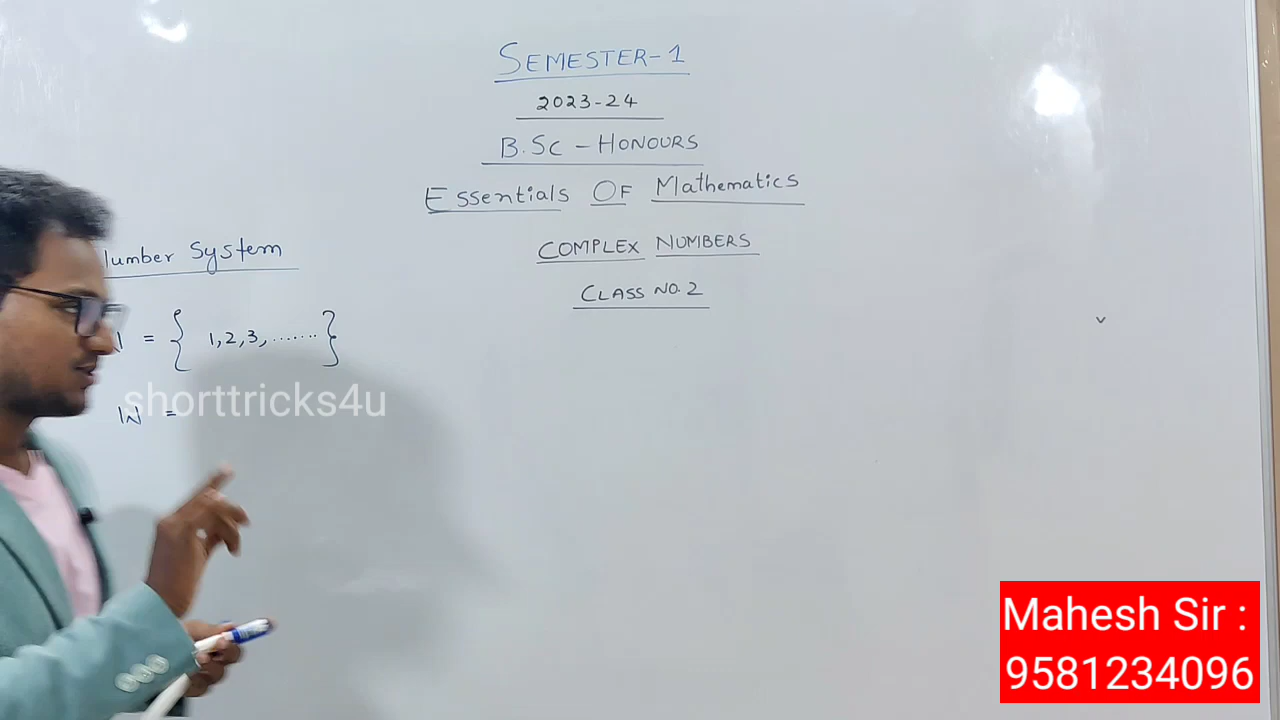 SEMESTER-1
2023-24
B.Sc - HONOURS
Essentials OF Mathematics
COMPLEX NUMBERS
CLASS NO. 2
System
= { 1,2,3,....... }
W =
shorttricks4u
Mahesh Sir :
9581234096